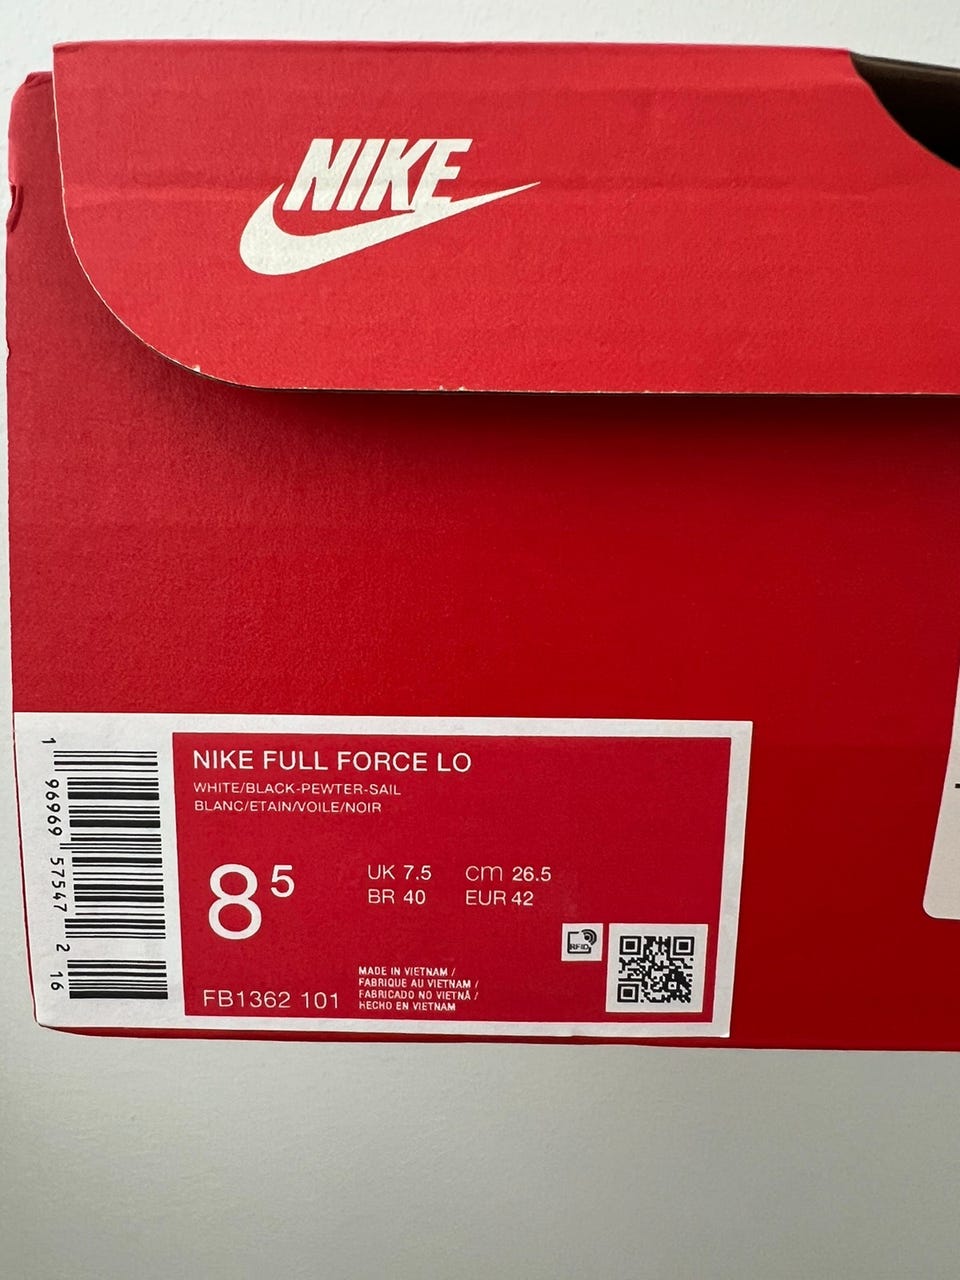 NIKE
NIKE FULL FORCE LO
WHITE/BLACK-PEWTER-SAIL
BLANC/ETAIN/VOILE/NOIR
8 5
UK 7.5 CM 26.5
BR 40 EUR 42
RFID
FB1362 101
MADE IN VIETNAM /
FABRIQUE AU VIETNAM /
FABRICADO NO VIETNÃ /
HECHO EN VIETNAM
1 96969 57547 2 16